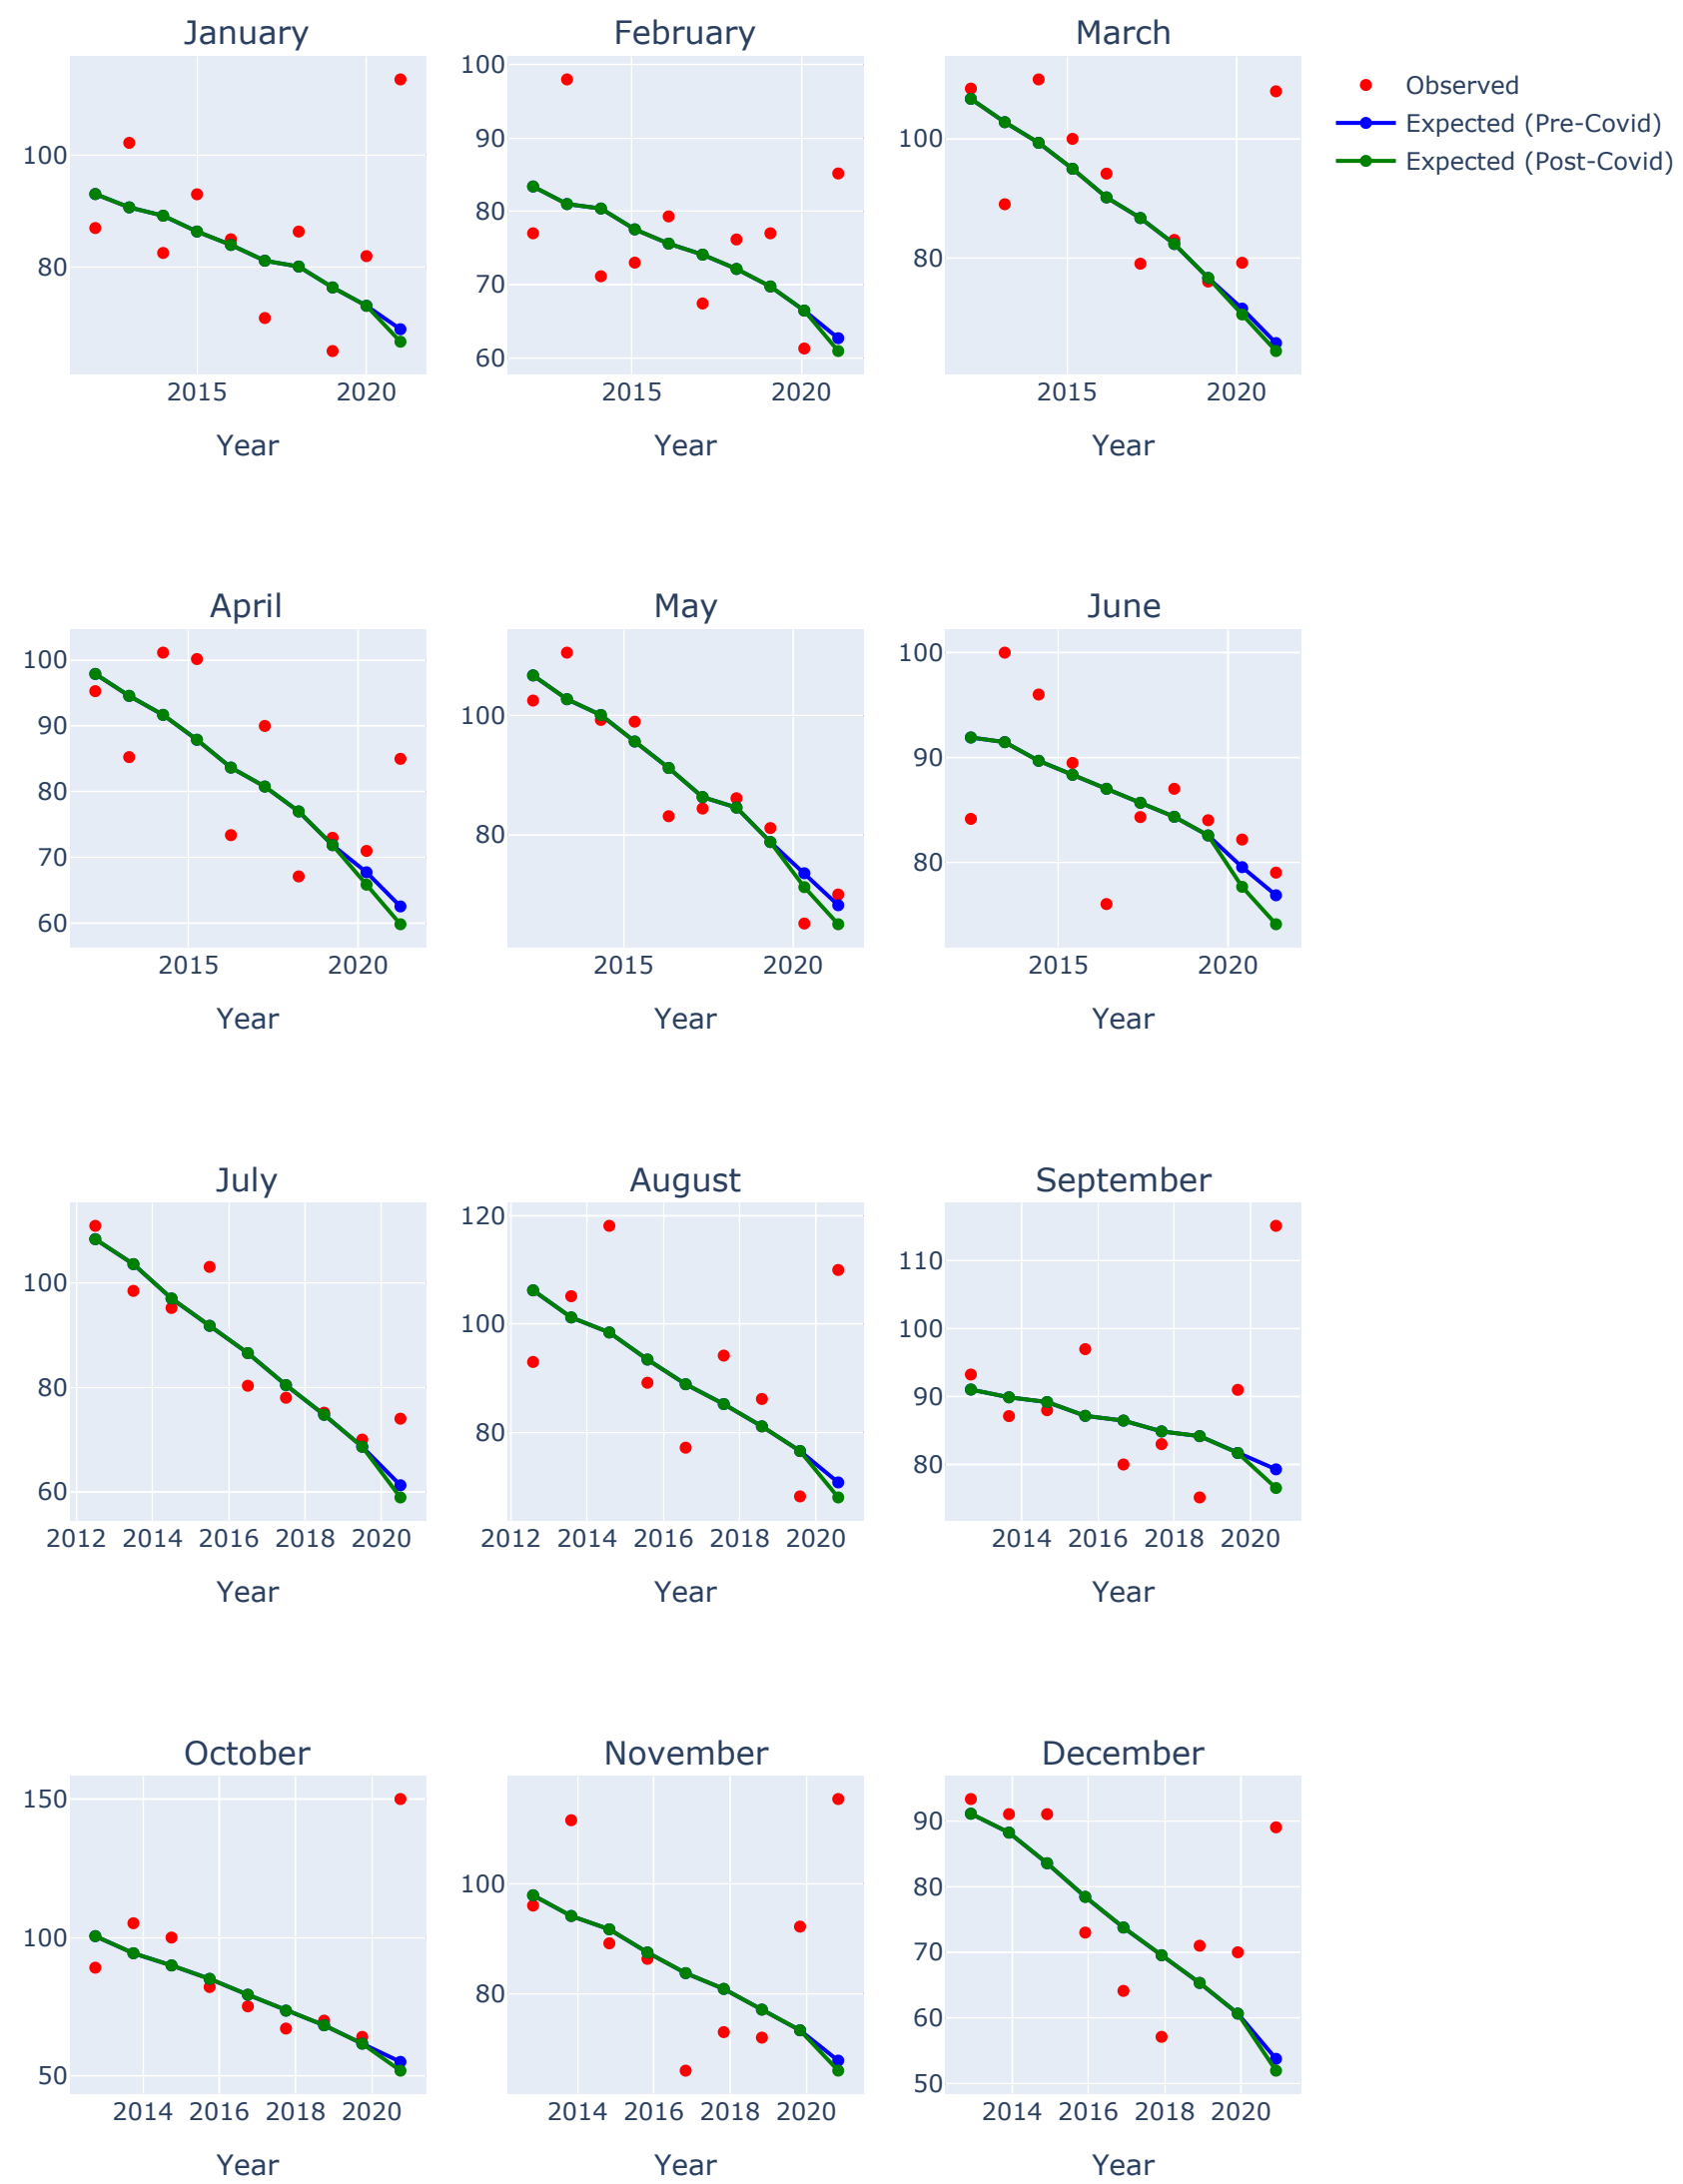 January
February
March
100
80
2015
2020
Year
100
90
80
70
60
2015
2020
Year
100
80
2015
2020
Year
Observed
Expected (Pre-Covid)
Expected (Post-Covid)
April
May
June
100
90
80
70
60
2015
2020
Year
100
80
2015
2020
Year
100
90
80
2015
2020
Year
July
August
September
100
80
60
2012 2014 2016 2018 2020
Year
120
100
80
2012 2014 2016 2018 2020
Year
110
100
90
80
2014 2016 2018 2020
Year
October
November
December
150
100
50
2014 2016 2018 2020
Year
100
80
2014 2016 2018 2020
Year
90
80
70
60
50
2014 2016 2018 2020
Year